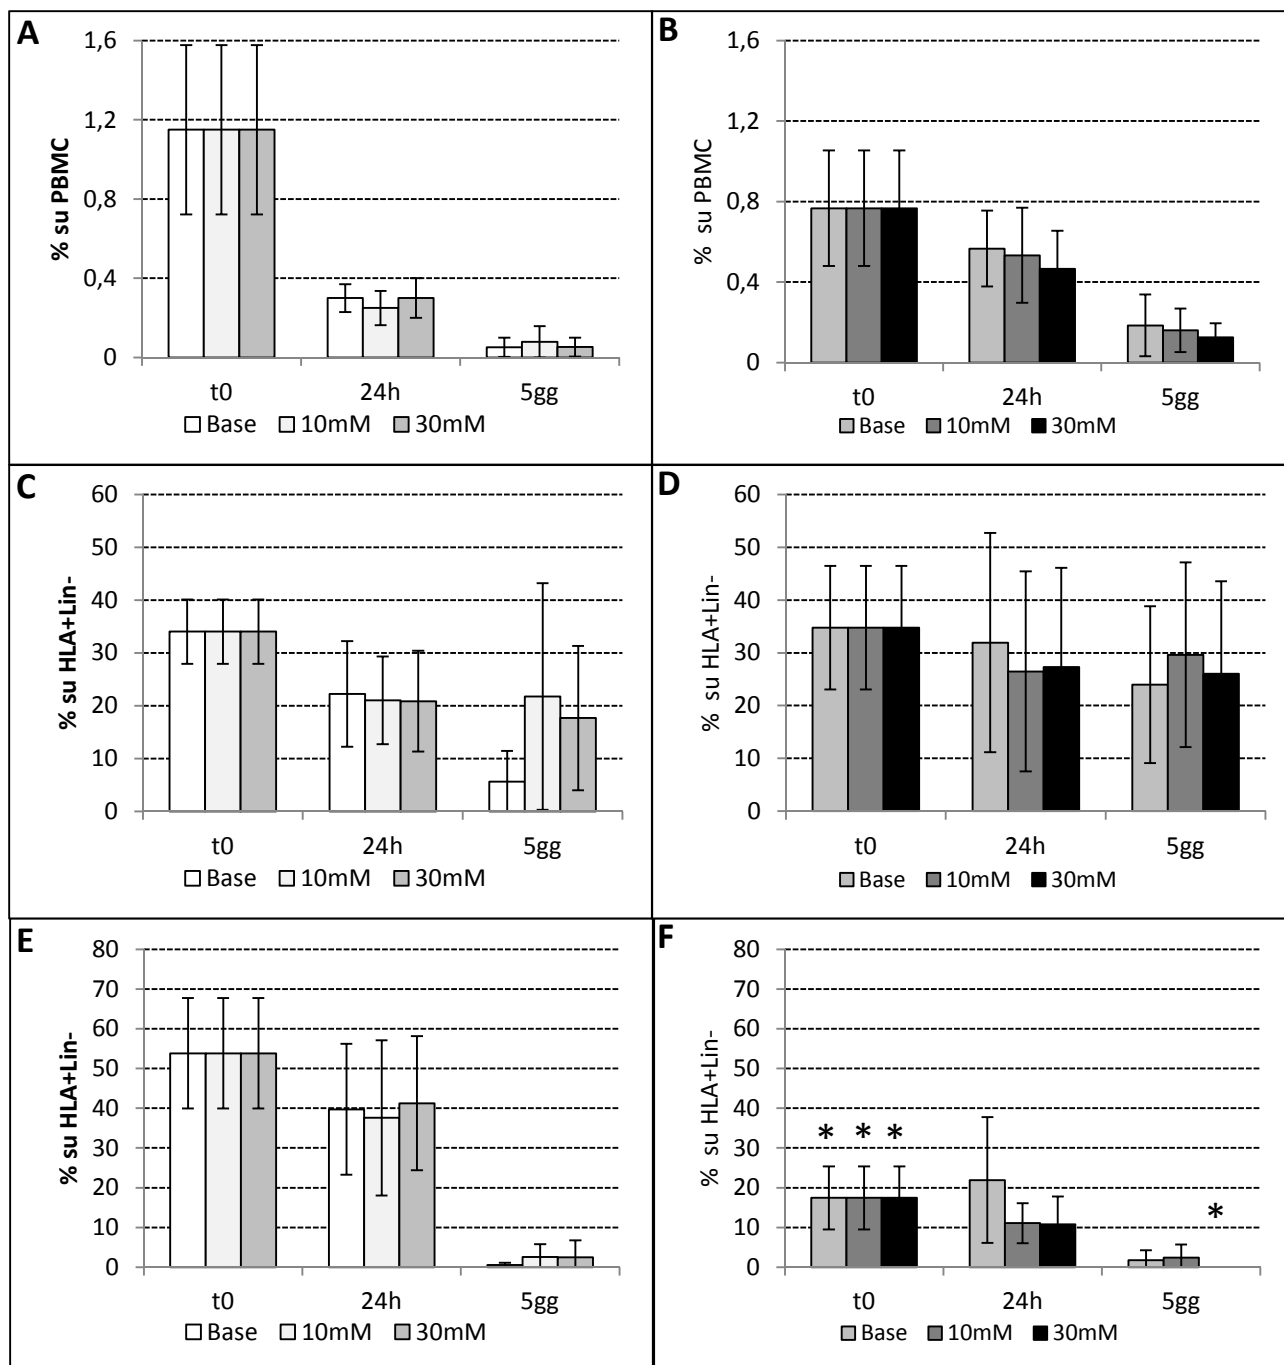 A
% su PBMC
1,6
1,2
0,8
0,4
0
t0 24h 5gg
Base 10mM 30mM
B
% su PBMC
1,6
1,2
0,8
0,4
0
t0 24h 5gg
Base 10mM 30mM
C
% su HLA+Lin-
60
50
40
30
20
10
0
t0 24h 5gg
Base 10mM 30mM
D
% su HLA+Lin-
60
50
40
30
20
10
0
t0 24h 5gg
Base 10mM 30mM
E
% su HLA+Lin-
80
70
60
50
40
30
20
10
0
t0 24h 5gg
Base 10mM 30mM
F
% su HLA+Lin-
80
70
60
50
40
30
20
10
0
* * *
*
t0 24h 5gg
Base 10mM 30mM